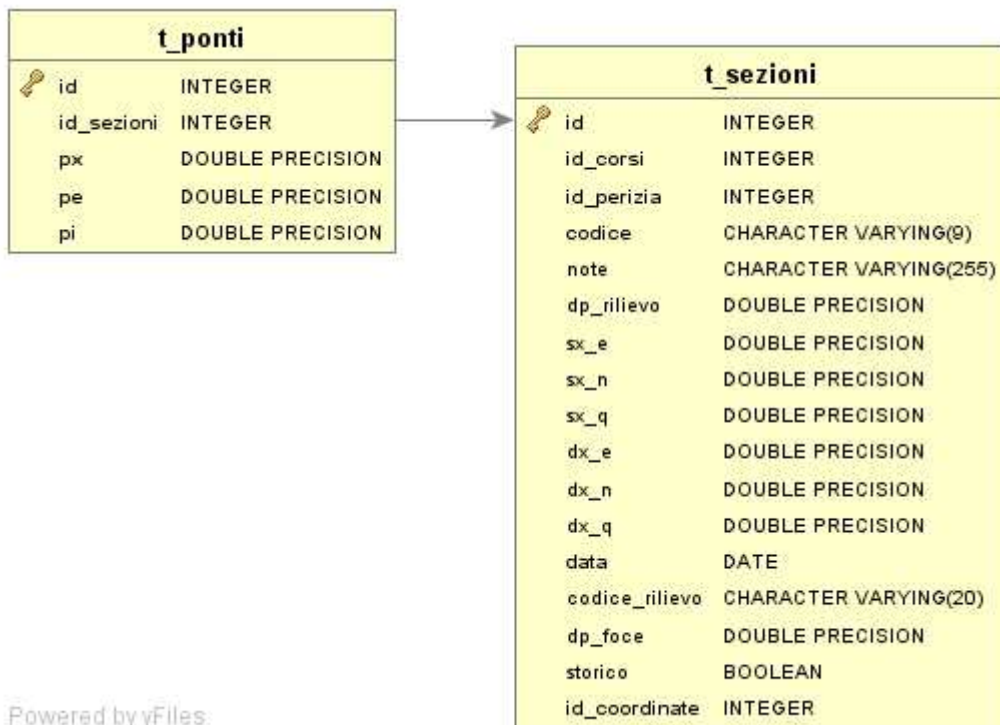 t_ponti
id INTEGER
id_sezioni INTEGER
px DOUBLE PRECISION
pe DOUBLE PRECISION
pi DOUBLE PRECISION
t_sezioni
id INTEGER
id_corsi INTEGER
id_perizia INTEGER
codice CHARACTER VARYING(9)
note CHARACTER VARYING(255)
dp_rilievo DOUBLE PRECISION
sx_e DOUBLE PRECISION
sx_n DOUBLE PRECISION
sx_q DOUBLE PRECISION
dx_e DOUBLE PRECISION
dx_n DOUBLE PRECISION
dx_q DOUBLE PRECISION
data DATE
codice_rilievo CHARACTER VARYING(20)
dp_foce DOUBLE PRECISION
storico BOOLEAN
id_coordinate INTEGER
Powered by yFiles